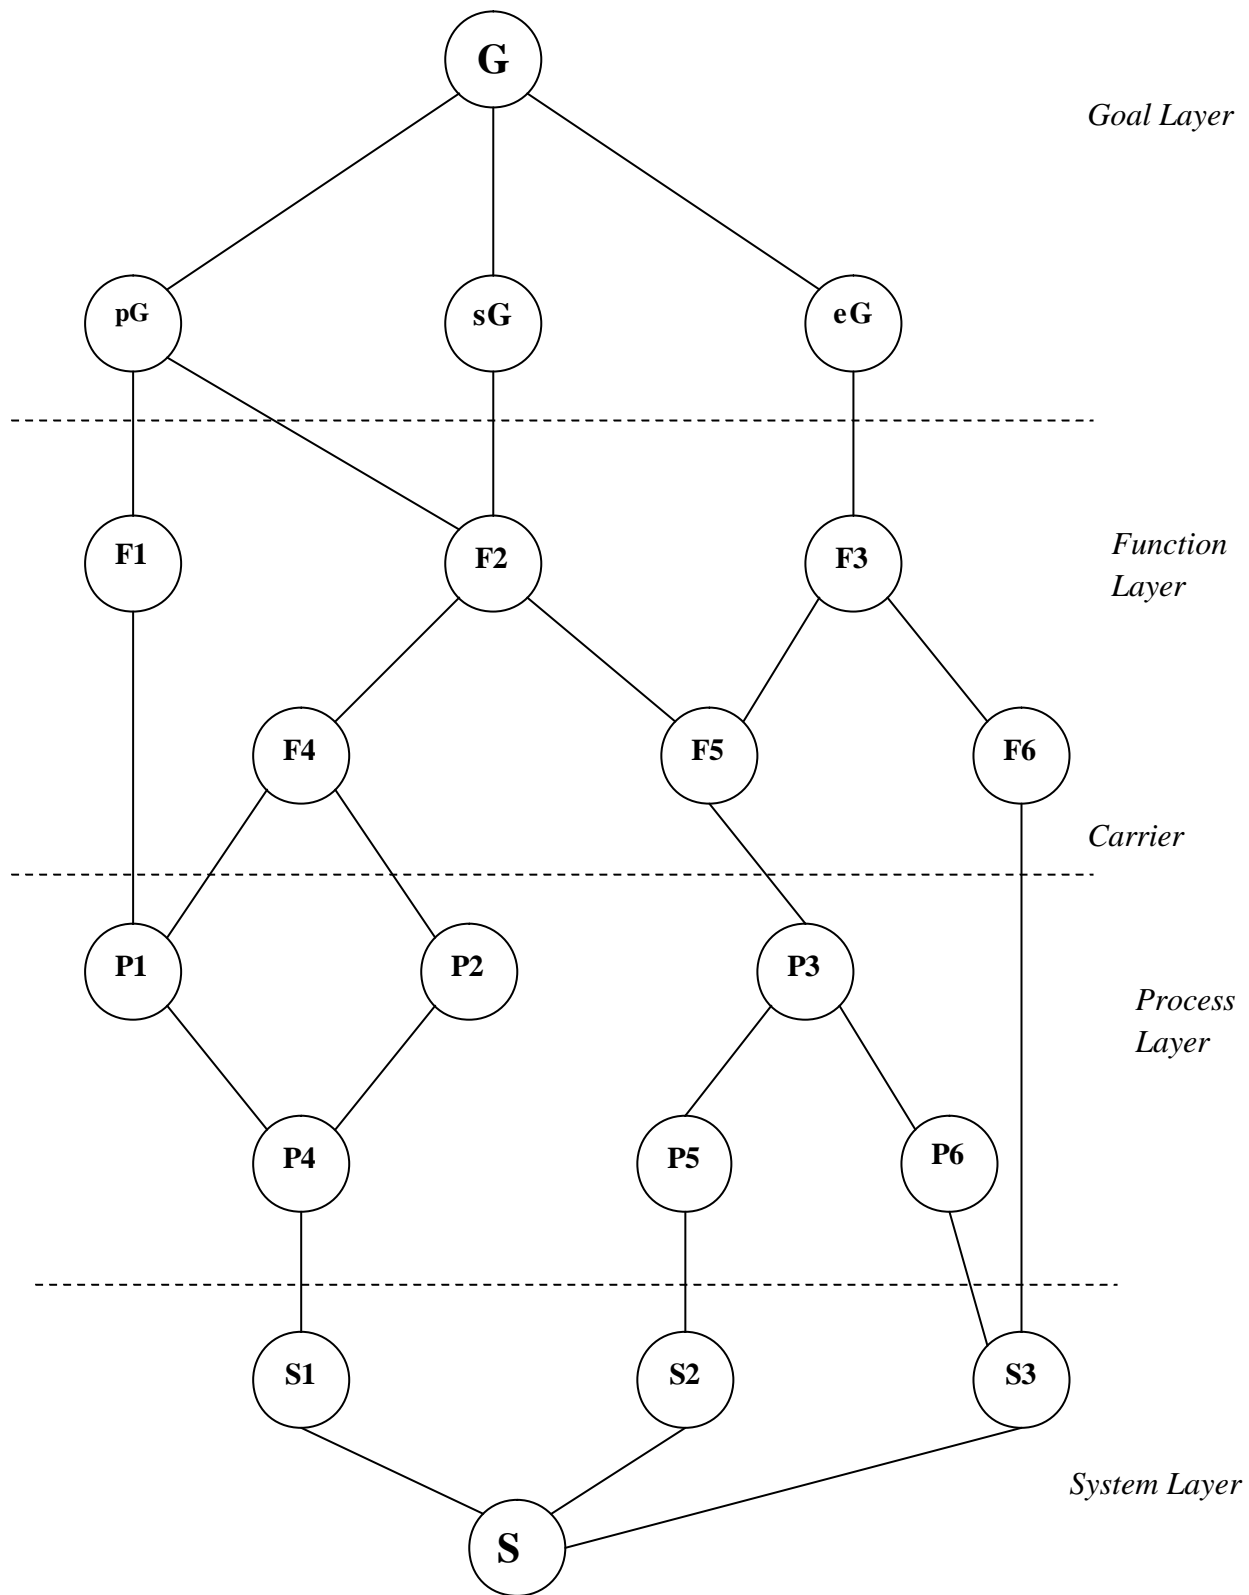 G
Goal Layer
pG
sG
eG
F1
F2
F3
Function
Layer
F4
F5
F6
Carrier
P1
P2
P3
Process
Layer
P4
P5
P6
S1
S2
S3
System Layer
S